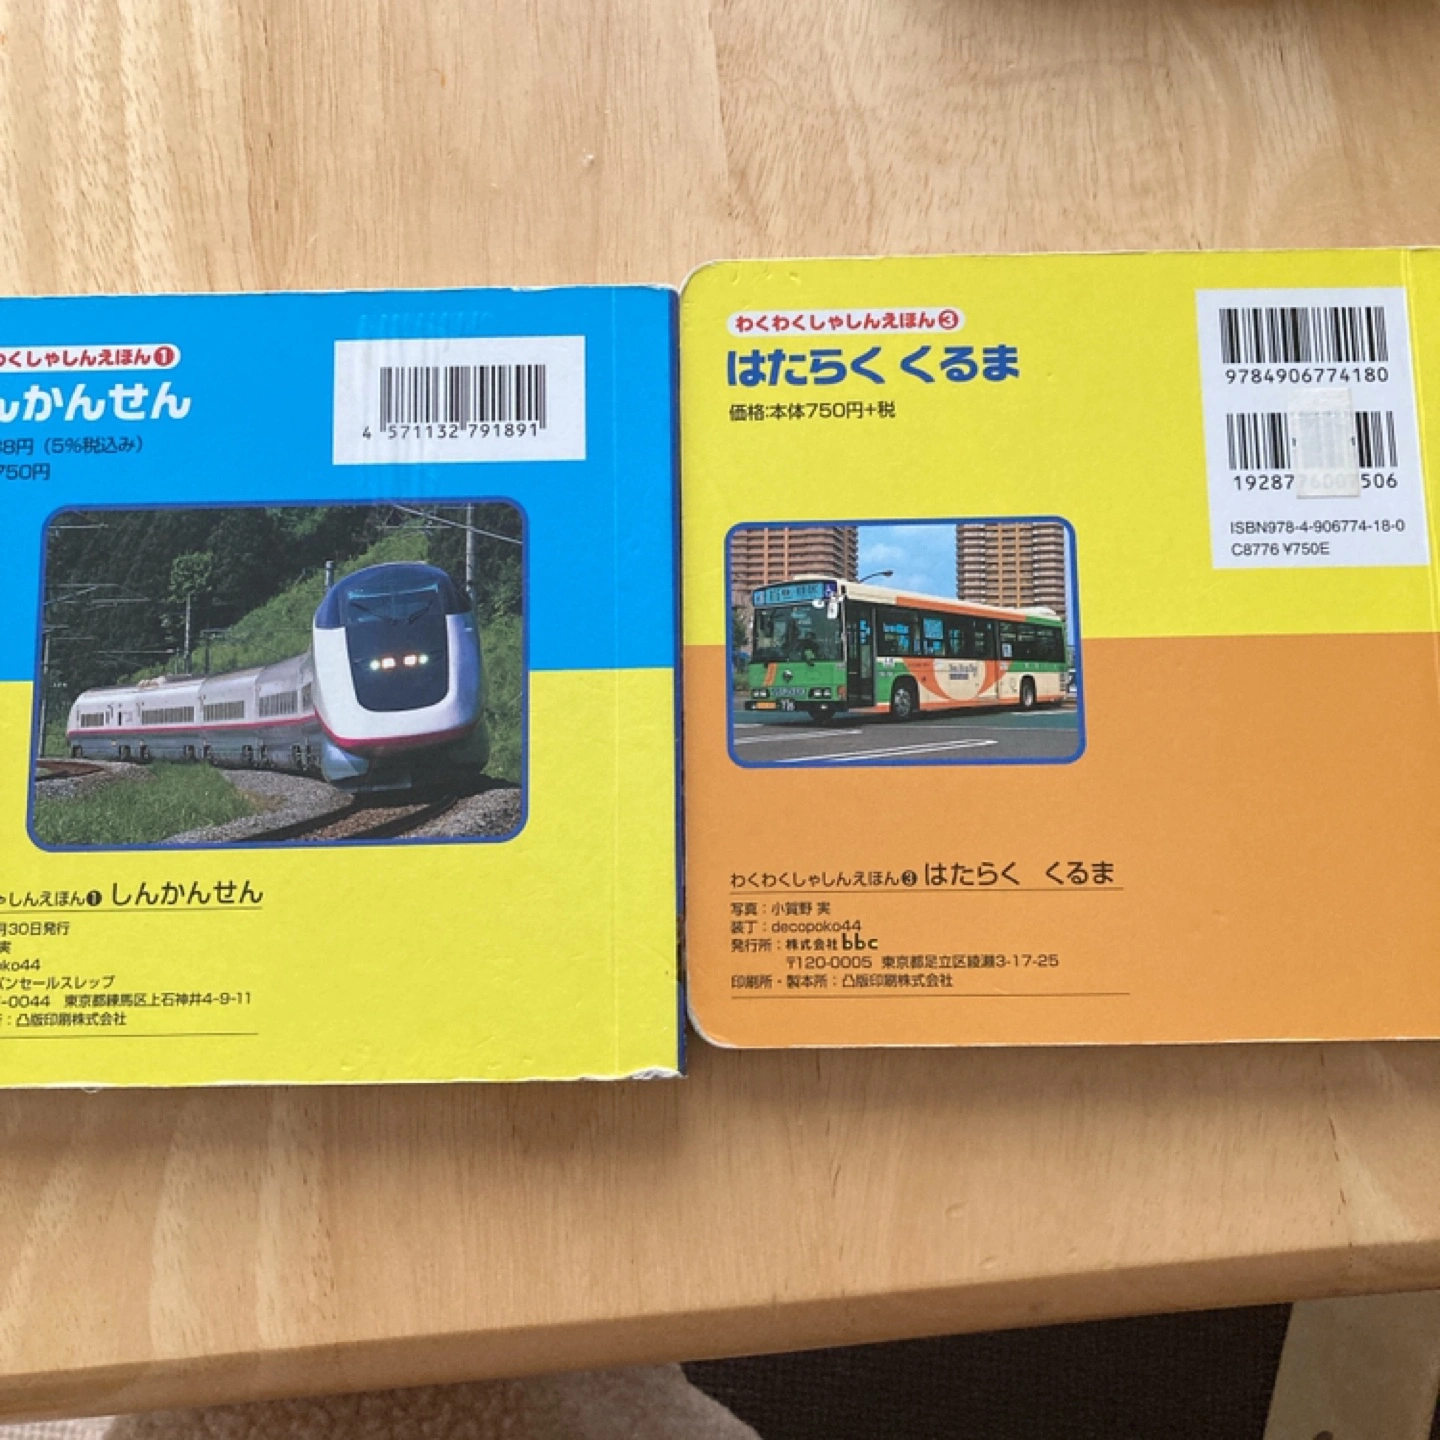 わくしゃしんえほん❶
んかんせん
38円（5%税込み）
750円
4 571132 791891
ゃしんえほん❶ しんかんせん
月30日発行
実
oko44
パンセールスレップ
-0044 東京都練馬区上石神井4-9-11
：凸版印刷株式会社
わくわくしゃしんえほん❸
はたらく くるま
価格:本体750円+税
9784906774180
ISBN978-4-906774-18-0
C8776 ¥750E
わくわくしゃしんえほん❸ はたらく　くるま
写真：小賀野 実
装丁：decopoko44
発行所：株式会社bbc
〒120-0005 東京都足立区綾瀬3-17-25
印刷所・製本所：凸版印刷株式会社